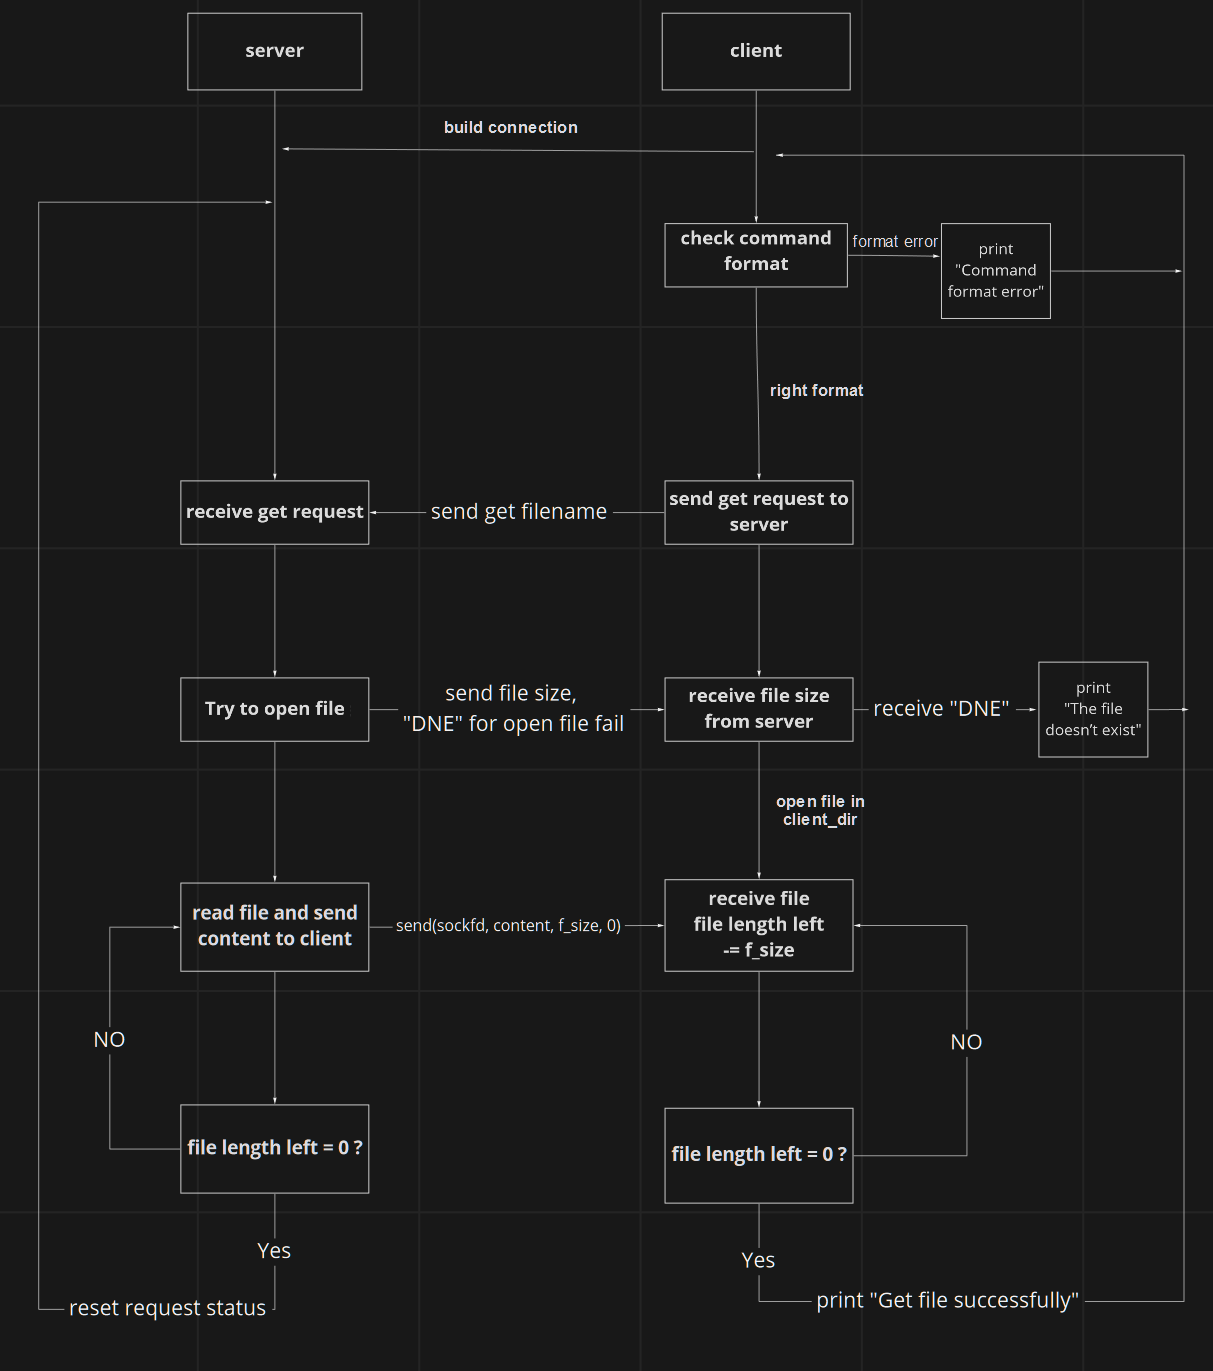 server
client
build connection
check command
format
format error
print
"Command
format error"
right format
receive get request
send get filename
send get request to
server
Try to open file
send file size,
"DNE" for open file fail
receive file size
from server
receive "DNE"
print
"The file
doesn't exist"
open file in
client_dir
read file and send
content to client
send(sockfd, content, f_size, 0)
receive file
file length left
-= f_size
NO
NO
file length left = 0 ?
file length left = 0 ?
Yes
Yes
reset request status
print "Get file successfully"